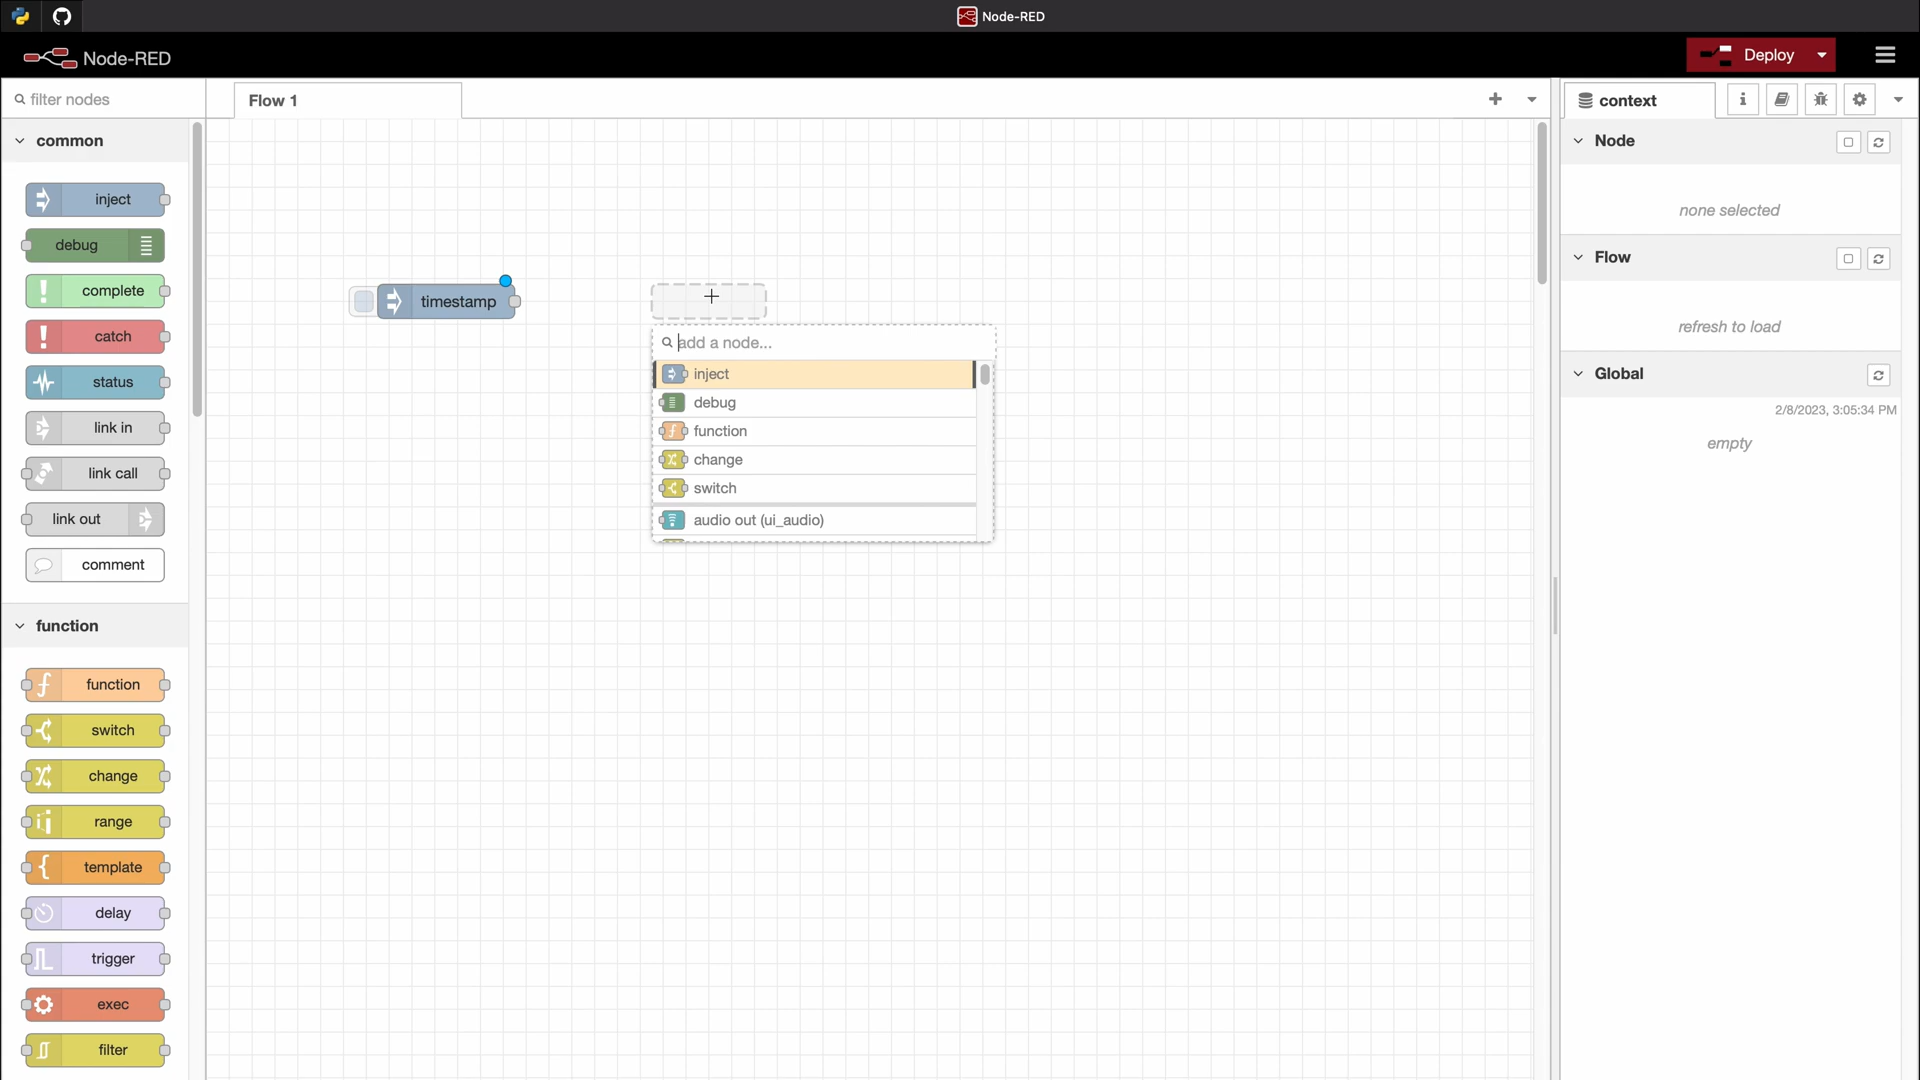 Node-RED
Node-RED
Deploy
filter nodes
Flow 1
context
common
inject
debug
complete
catch
status
link in
link call
link out
comment
function
function
switch
change
range
template
delay
trigger
exec
filter
timestamp
add a node...
inject
debug
function
change
switch
audio out (ui_audio)
Node
none selected
Flow
refresh to load
Global
2/8/2023, 3:05:34 PM
empty